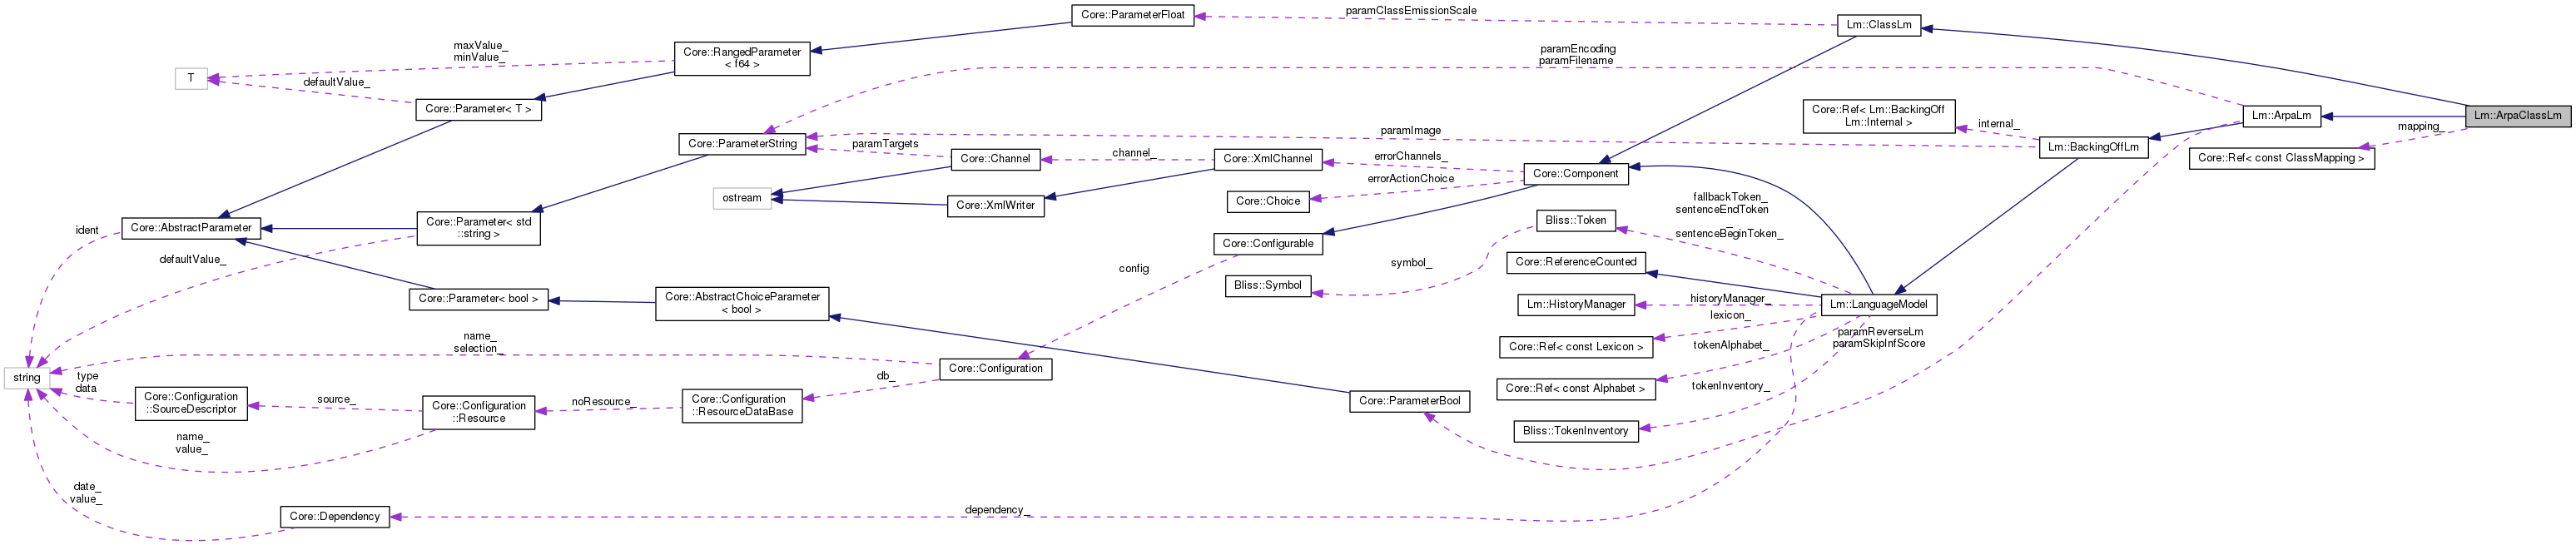 Core::ParameterFloat
paramClassEmissionScale
Lm::ClassLm
maxValue_
minValue_
Core::RangedParameter
< f64 >
paramEncoding
paramFilename
T
defaultValue_
Core::Parameter< T >
Core::Ref< Lm::BackingOff
Lm::Internal >
internal_
Lm::ArpaLm
Lm::ArpaClassLm
mapping_
Core::ParameterString
paramImage
paramTargets
Core::Channel
channel_
Core::XmlChannel
errorChannels_
Lm::BackingOffLm
Core::Ref< const ClassMapping >
Core::Component
errorActionChoice
ostream
Core::XmlWriter
Core::Choice
fallbackToken_
sentenceEndToken
_
sentenceBeginToken_
Bliss::Token
ident
Core::AbstractParameter
Core::Parameter< std
::string >
Core::Configurable
defaultValue_
config
symbol_
Core::ReferenceCounted
Bliss::Symbol
Core::Parameter< bool >
Core::AbstractChoiceParameter
< bool >
Lm::HistoryManager
historyManager_
Lm::LanguageModel
lexicon_
name_
selection_
paramReverseLm
paramSkipInfScore
Core::Ref< const Lexicon >
tokenAlphabet_
string
type
data
Core::Configuration
db_
Core::Ref< const Alphabet >
tokenInventory_
Core::Configuration
::SourceDescriptor
source_
Core::Configuration
::Resource
noResource_
Core::Configuration
::ResourceDataBase
Core::ParameterBool
Bliss::TokenInventory
name_
value_
date_
value_
Core::Dependency
dependency_